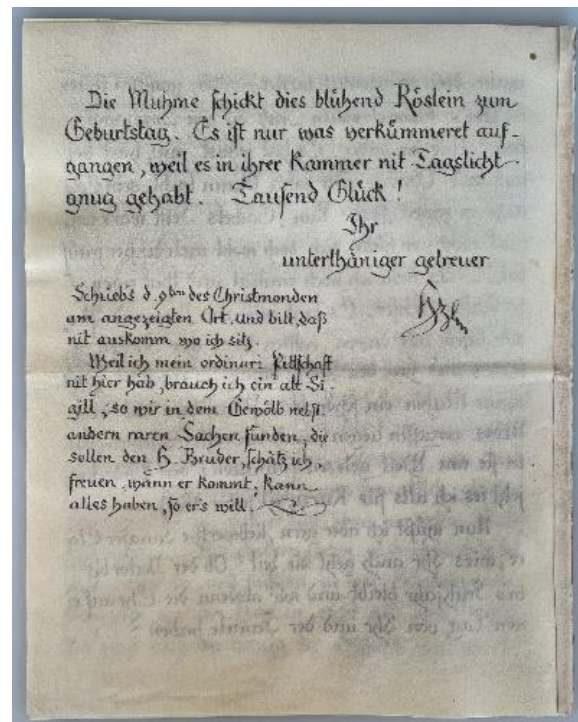 Die Muhme schickt dies blühend Röslein zum
Geburtstag. Es ist nur was verkümmeret auf-
gangen, weil es in ihrer Kammer nit Tagslicht
gnug gehabt. Tausend Glück!
Ihr
unterthäniger getreuer
Schriebs d. 9ten des Christmonden
am angezeigten Ort, und bitt, daß
nit auskomm wo ich sitz.
Weil ich mein ordinari Pittschaft
nit hier hab, brauch ich ein alt Si-
gill, so wir in dem Gewölb nebst
andern raren Sachen funden, die
sollen den H. Bruder, schätz ich,
freuen, wann er kommt. Kann
alles haben, so ers will!